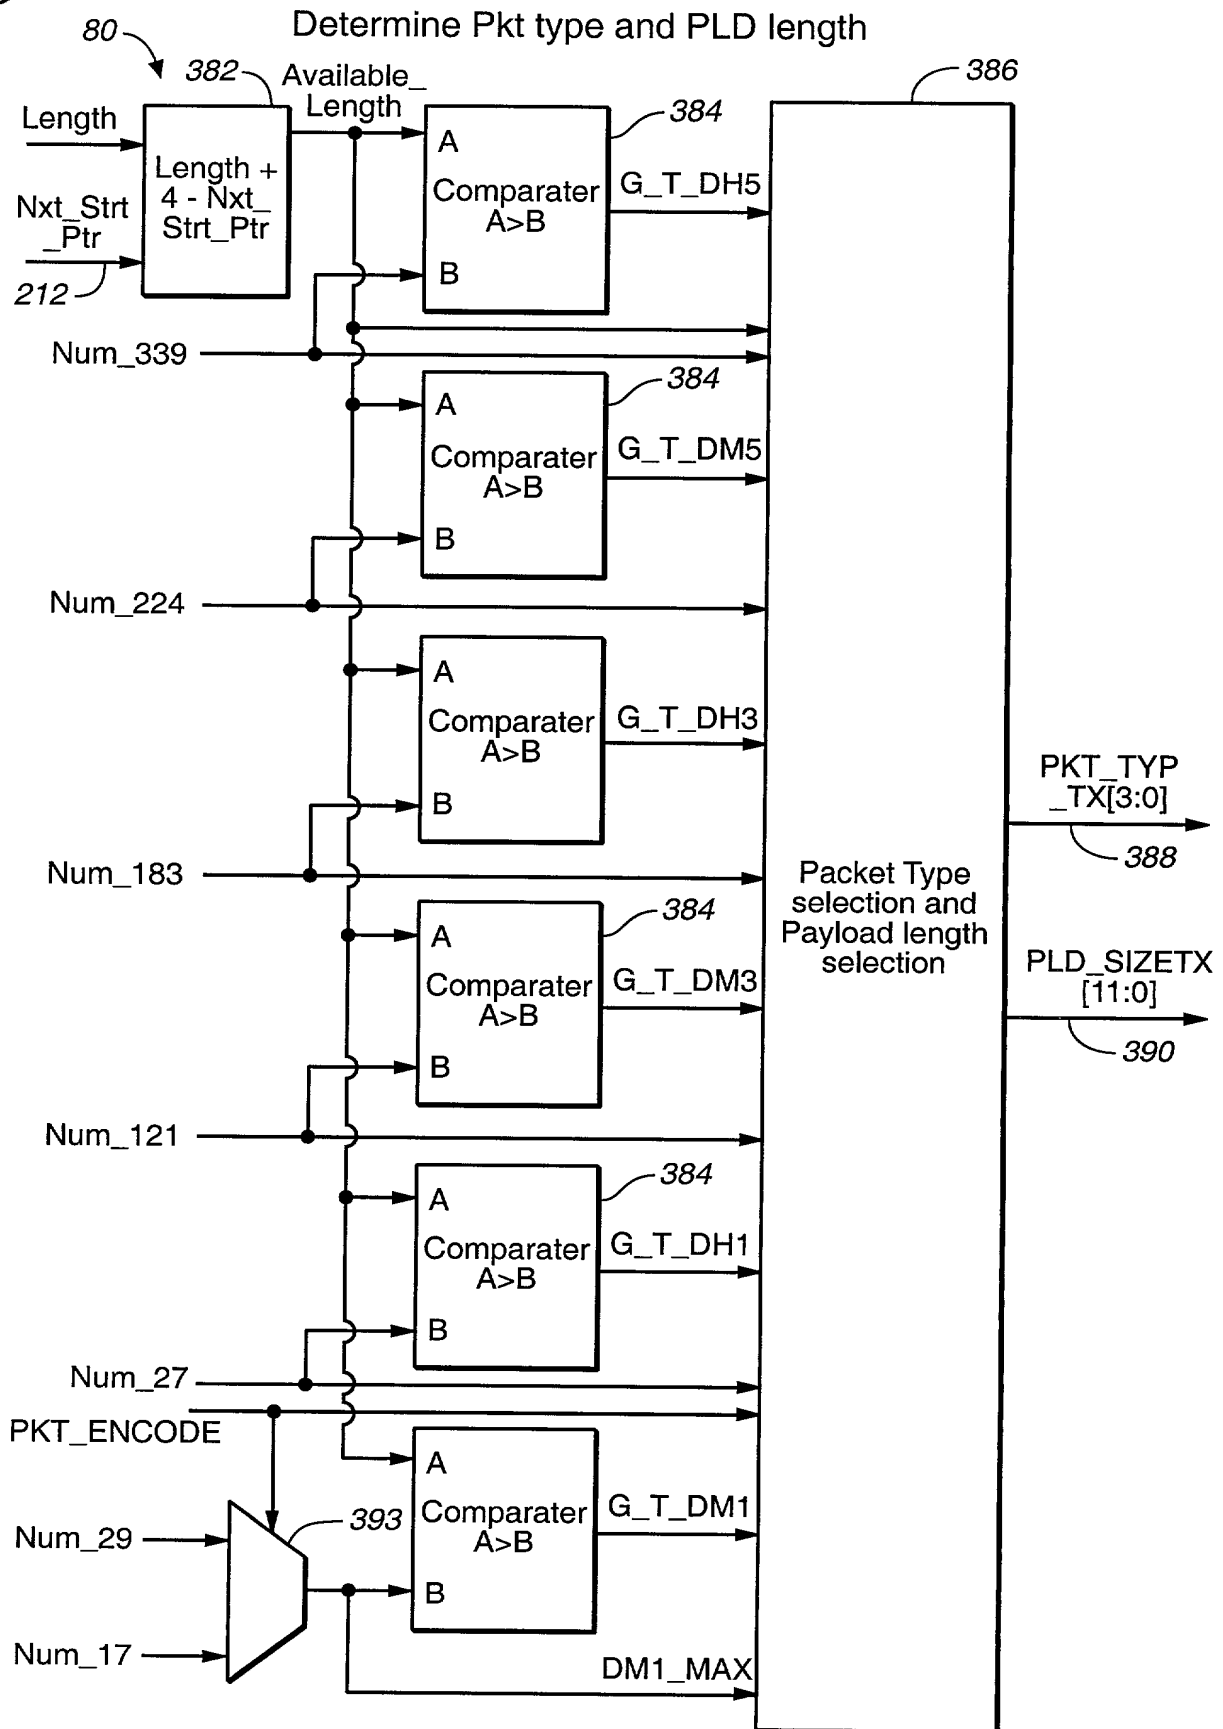 Determine Pkt type and PLD length
80
382
Available_
Length
386
Length
384
A
Length +
4 - Nxt_
Strt_Ptr
Comparater
A>B
G_T_DH5
Nxt_Strt
_Ptr
B
212
Num_339
384
A
Comparater
A>B
G_T_DM5
B
Num_224
A
Comparater
A>B
G_T_DH3
B
PKT_TYP
_TX[3:0]
388
Num_183
Packet Type
selection and
Payload length
selection
384
A
Comparater
A>B
G_T_DM3
PLD_SIZETX
[11:0]
390
B
Num_121
384
A
Comparater
A>B
G_T_DH1
B
Num_27
PKT_ENCODE
A
Comparater
A>B
G_T_DM1
393
Num_29
B
Num_17
DM1_MAX